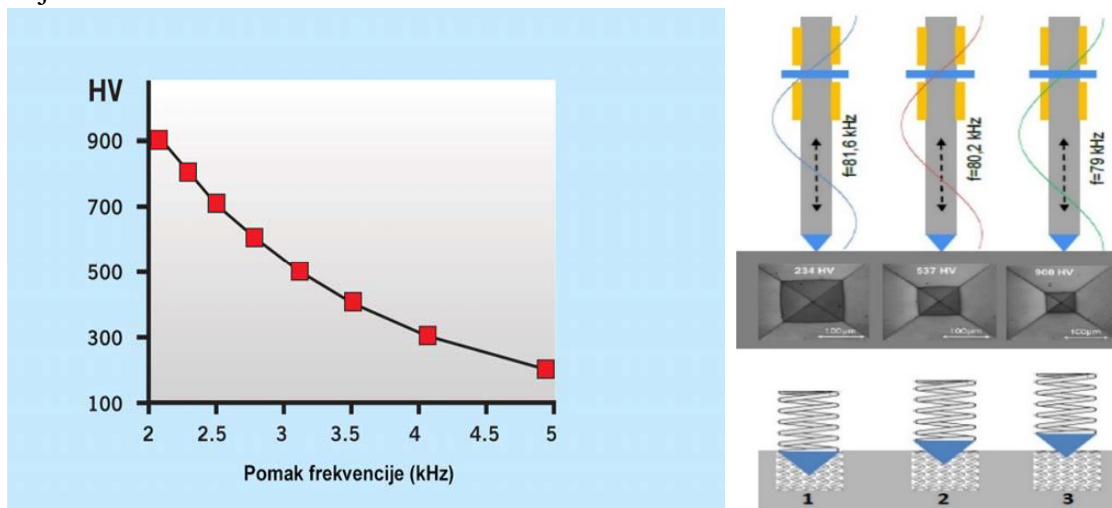 HV
900
700
500
300
100
2 2.5 3 3.5 4 4.5 5
Pomak frekvencije (kHz)
f=81,6 kHz
f=80,2 kHz
f=79 kHz
234 HV 537 HV 900 HV
100µm 100µm 100µm
1 2 3